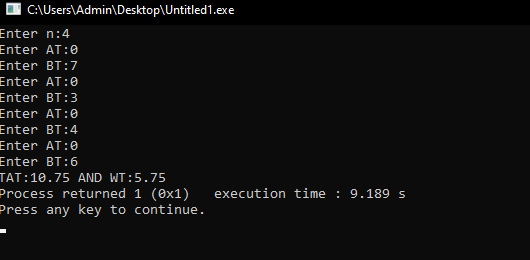 C:\Users\Admin\Desktop\Untitled1.exe
Enter n:4
Enter AT:0
Enter BT:7
Enter AT:0
Enter BT:3
Enter AT:0
Enter BT:4
Enter AT:0
Enter BT:6
TAT:10.75 AND WT:5.75
Process returned 1 (0x1)   execution time : 9.189 s
Press any key to continue.